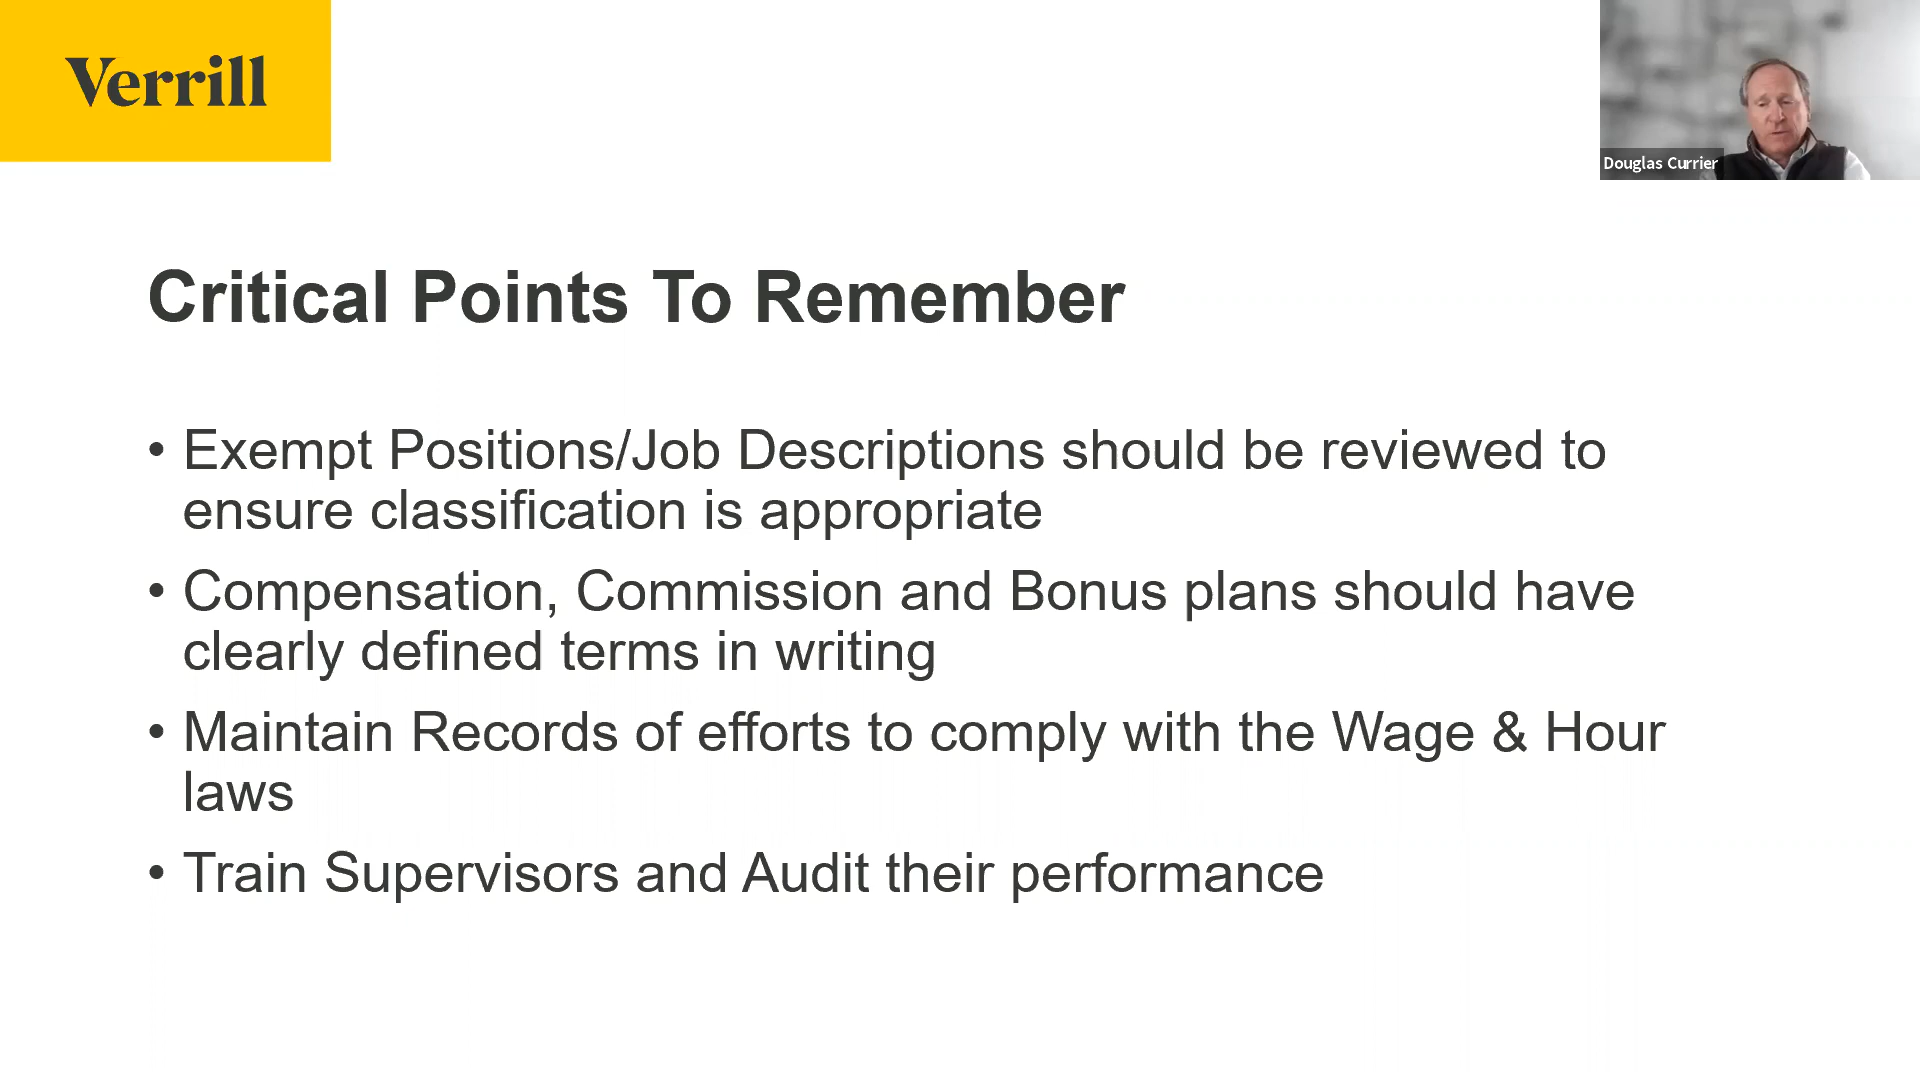 Verrill
Douglas Currier
Critical Points To Remember
• Exempt Positions/Job Descriptions should be reviewed to
ensure classification is appropriate
• Compensation, Commission and Bonus plans should have
clearly defined terms in writing
• Maintain Records of efforts to comply with the Wage & Hour
laws
• Train Supervisors and Audit their performance